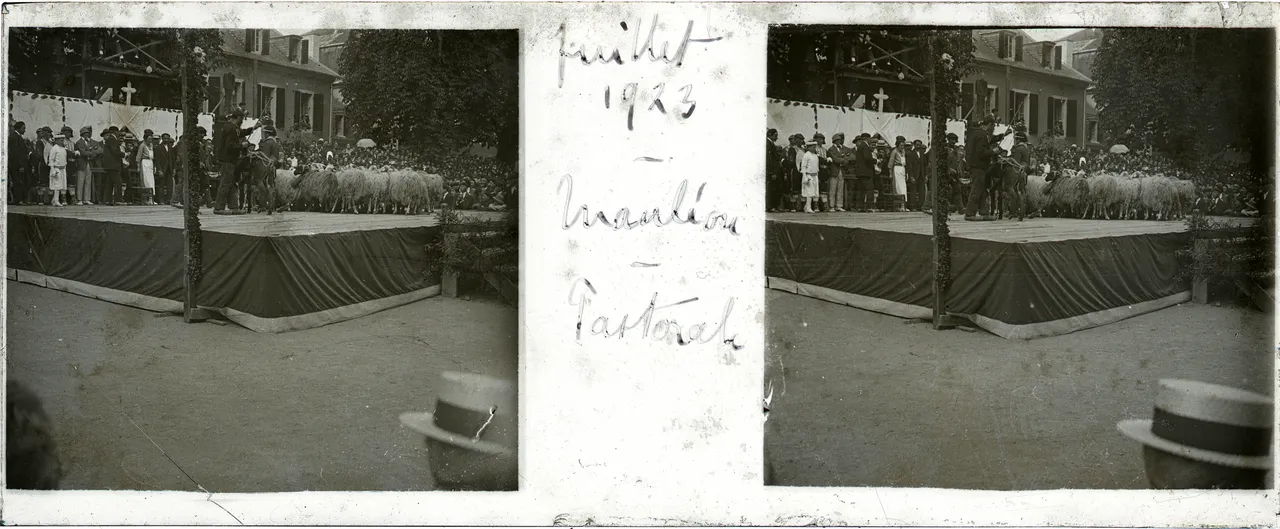 Juillet
1923
–
Mauléon
–
Pastorale